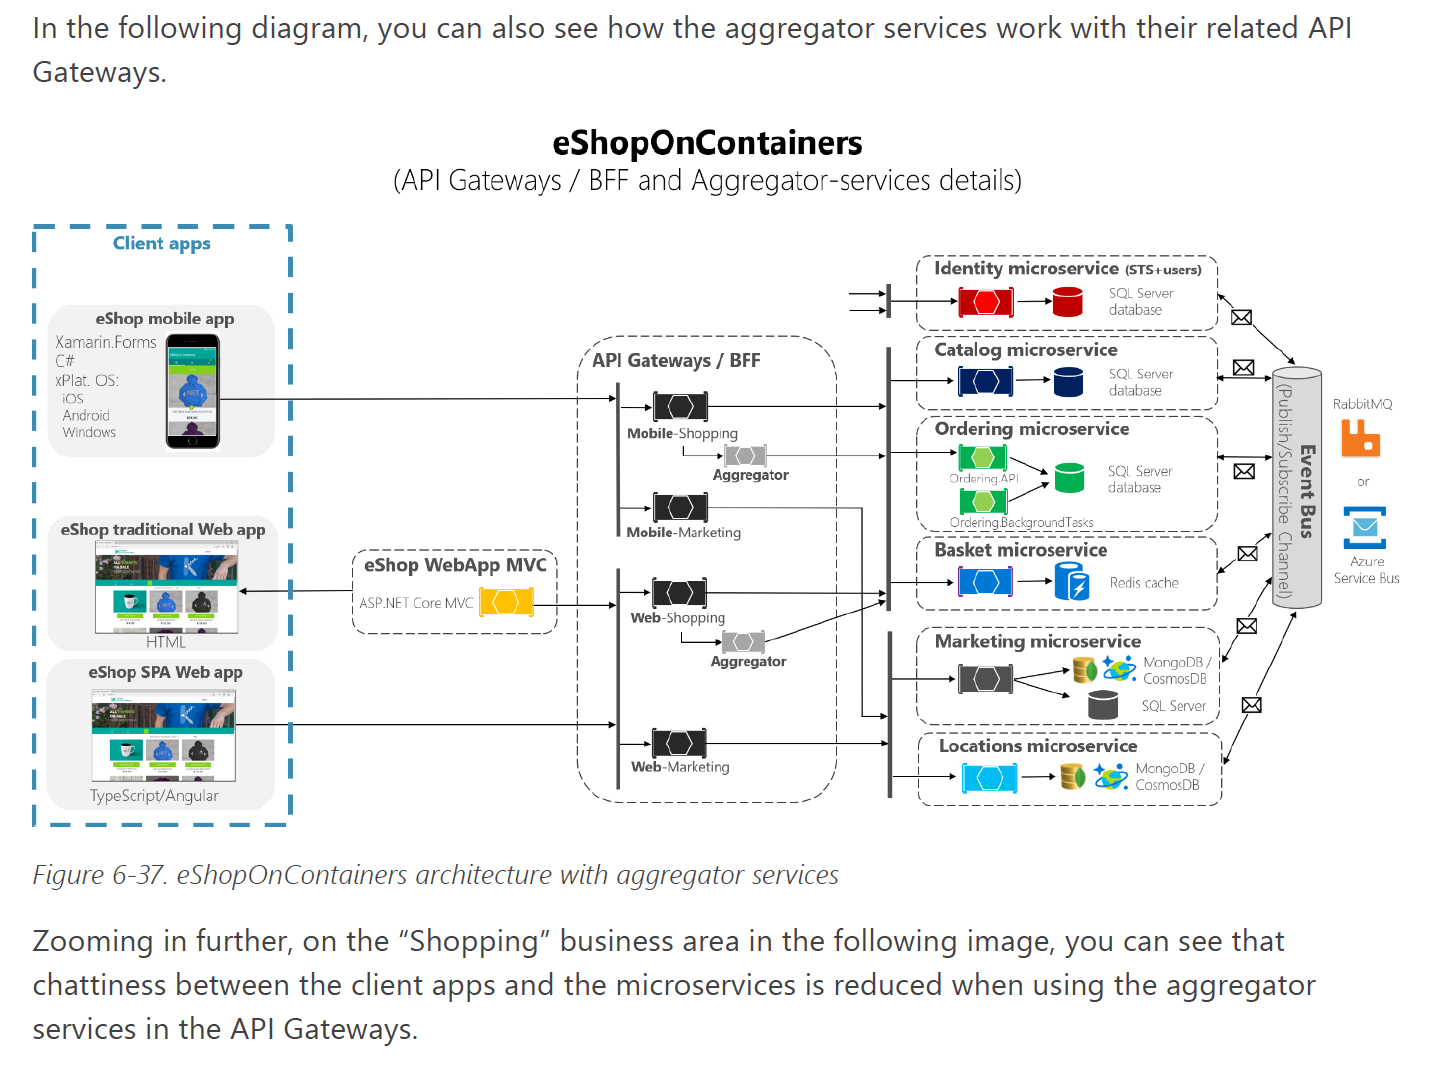 In the following diagram, you can also see how the aggregator services work with their related API
Gateways.
eShopOnContainers
(API Gateways / BFF and Aggregator-services details)
Client apps
eShop mobile app
Xamarin.Forms
C#
xPlat. OS:
iOS
Android
Windows
eShop traditional Web app
HTML
eShop SPA Web app
TypeScript/Angular
eShop WebApp MVC
ASP.NET Core MVC
API Gateways / BFF
Mobile-Shopping
Aggregator
Mobile-Marketing
Web-Shopping
Aggregator
Web-Marketing
Identity microservice (STS+users)
SQL Server
database
Catalog microservice
SQL Server
database
Ordering microservice
Ordering.API
SQL Server
database
Ordering.BackgroundTasks
Basket microservice
Redis cache
Marketing microservice
MongoDB /
CosmosDB
SQL Server
Locations microservice
MongoDB /
CosmosDB
Event Bus
(Publish/Subscribe Channel)
RabbitMQ
or
Azure
Service Bus
Figure 6-37. eShopOnContainers architecture with aggregator services
Zooming in further, on the “Shopping” business area in the following image, you can see that
chattiness between the client apps and the microservices is reduced when using the aggregator
services in the API Gateways.